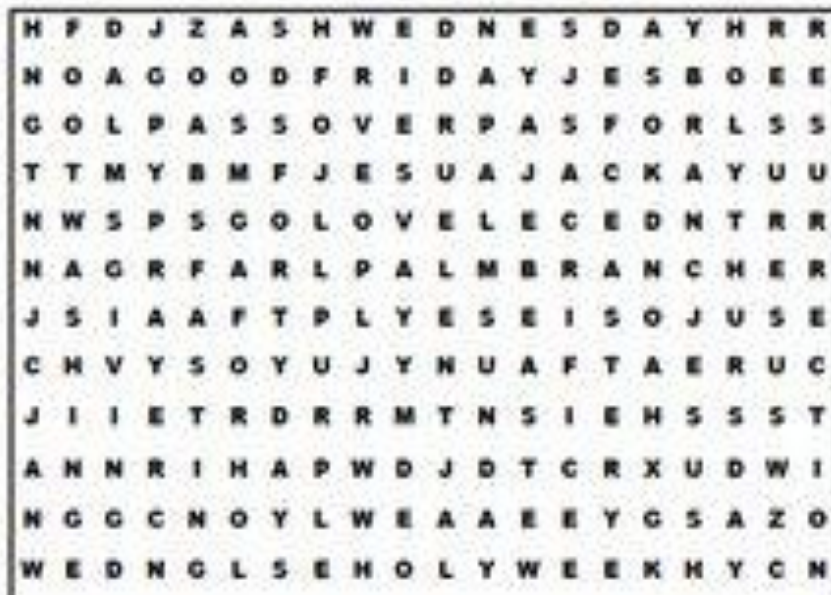 H F D J Z A S H W E D N E S D A Y H R R
N O A G O O D F R I D A Y J E S B O E E
G O L P A S S O V E R P A S F O R L S S
T T M Y B M F J E S U A J A C K A Y U U
N W S P S G O L O V E L E C E D N T R R
N A G R F A R L P A L M B R A N C H E R
J S I A A F T P L Y E S E I S O J U S E
C H V Y S O Y U J Y N U A F T A E R U C
J I I E T R D R R M T N S I E H S S S T
A N N R I H A P W D J D T C R X U D W I
N G G C N O Y L W E A A E E Y G S A Z O
W E D N G L S E H O L Y W E E K H Y C N